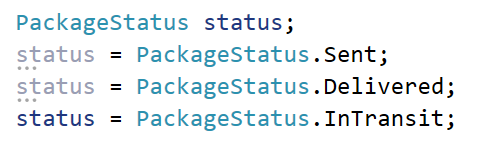 PackageStatus status;
status = PackageStatus.Sent;
status = PackageStatus.Delivered;
status = PackageStatus.InTransit;